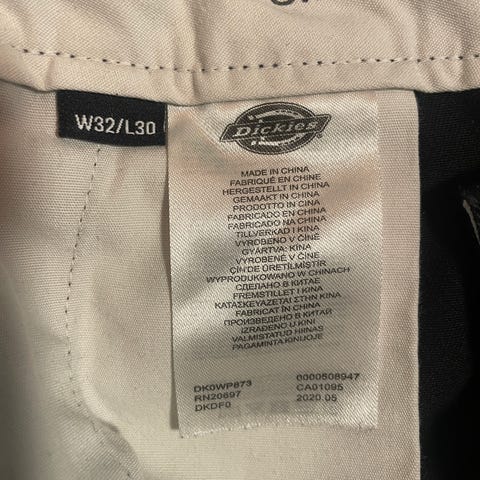 W32/L30
Dickies
MADE IN CHINA
FABRIQUÉ EN CHINE
HERGESTELLT IN CHINA
GEMAAKT IN CHINA
PRODOTTO IN CINA
FABRICADO EN CHINA
FABRICADO NA CHINA
TILLVERKAD I KINA
VYROBENO V ČÍNĚ
GYÁRTVA: KÍNA
VYROBENÉ V ČÍNE
ÇİN'DE ÜRETİLMİŞTİR
WYPRODUKOWANO W CHINACH
СДЕЛАНО В КИТАЕ
FREMSTILLET I KINA
ΚΑΤΑΣΚΕΥΑΖΕΤΑΙ ΣΤΗΝ ΚΙΝΑ
FABRICAT ÎN CHINA
ПРОИЗВЕДЕНО В КИТАЙ
IZRAĐENO U KINI
VALMISTATUD HIINAS
PAGAMINTA KINIJOJE
DK0WP873 0000508947
RN20697 CA01095
DKDF0 2020.05